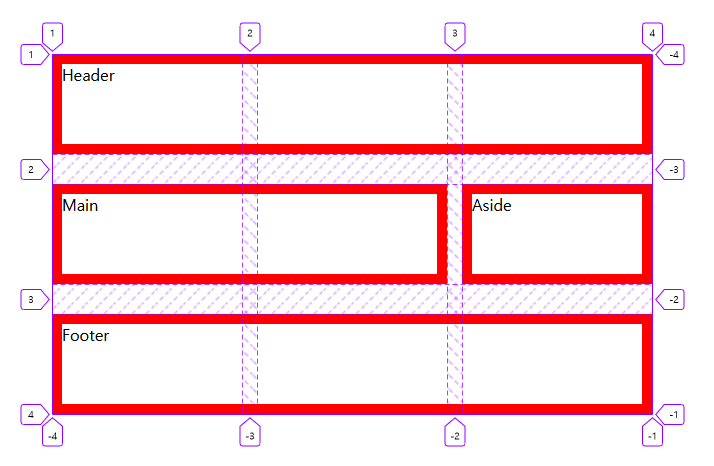 1 2 3 4
1 -4
Header
2 -3
Main Aside
3 -2
Footer
4 -1
-4 -3 -2 -1